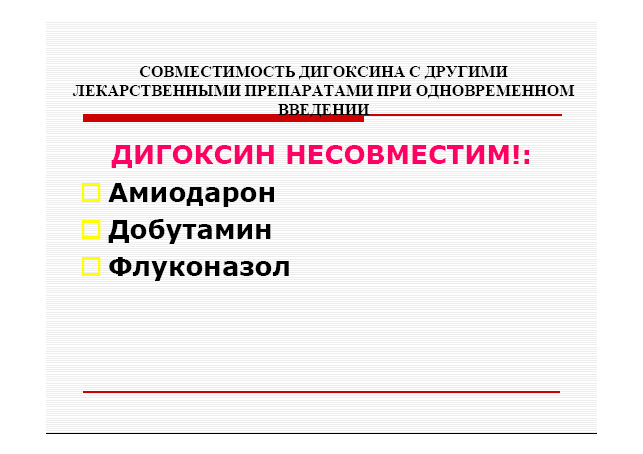 СОВМЕСТИМОСТЬ ДИГОКСИНА С ДРУГИМИ
ЛЕКАРСТВЕННЫМИ ПРЕПАРАТАМИ ПРИ ОДНОВРЕМЕННОМ
ВВЕДЕНИИ
ДИГОКСИН НЕСОВМЕСТИМ!:
Амиодарон
Добутамин
Флуконазол